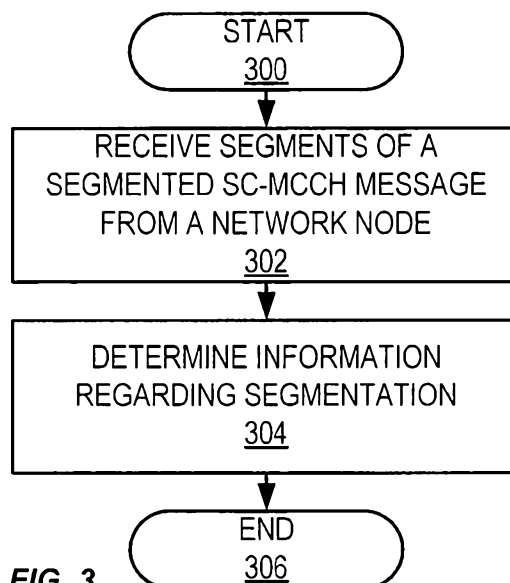 START
300
RECEIVE SEGMENTS OF A
SEGMENTED SC-MCCH MESSAGE
FROM A NETWORK NODE
302
DETERMINE INFORMATION
REGARDING SEGMENTATION
304
END
306
FIG. 3